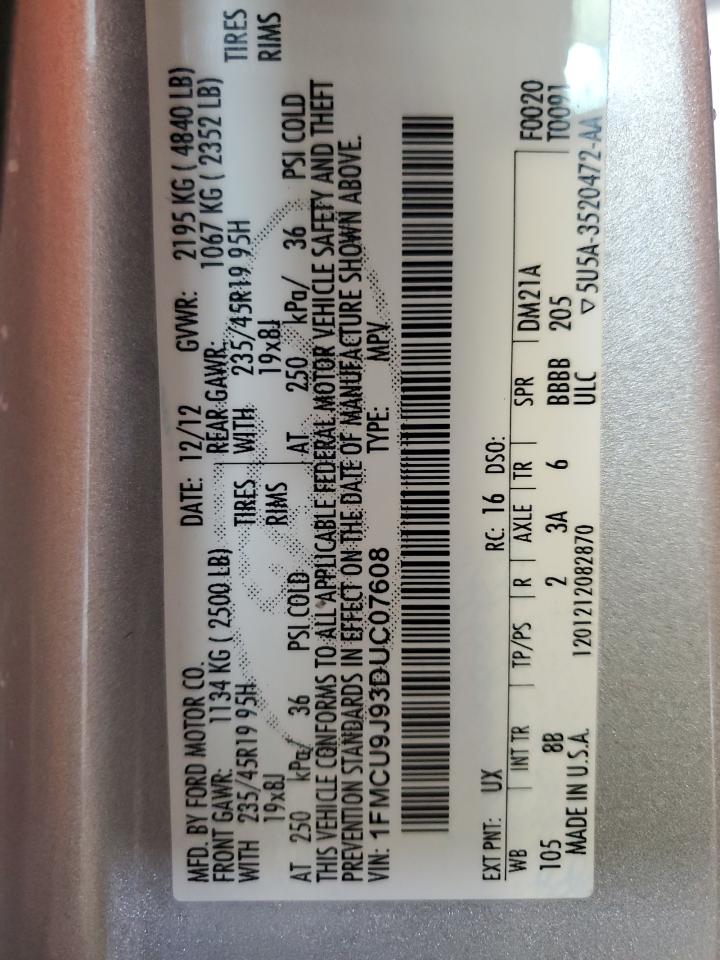 MFD. BY FORD MOTOR CO. DATE: 12/12 GVWR: 2195 KG ( 4840 LB)
FRONT GAWR: 1134 KG ( 2500 LB) REAR GAWR: 1067 KG ( 2352 LB)
WITH 235/45R19 95H TIRES WITH 235/45R19 95H TIRES
19x8J RIMS 19x8J RIMS
AT 250 kPa/ 36 PSI COLD AT 250 kPa/ 36 PSI COLD
THIS VEHICLE CONFORMS TO ALL APPLICABLE FEDERAL MOTOR VEHICLE SAFETY AND THEFT
PREVENTION STANDARDS IN EFFECT ON THE DATE OF MANUFACTURE SHOWN ABOVE.
VIN: 1FMCU9J93DUC07608 TYPE: MPV
EXT PNT: UX RC: 16 DSO:
WB INT TR TP/PS R AXLE TR SPR DM21A F0020
105 8B 2 3A 6 BBBB 205 T0091
MADE IN U.S.A. 1201212082870 ULC ▽5U5A-3520472-AA